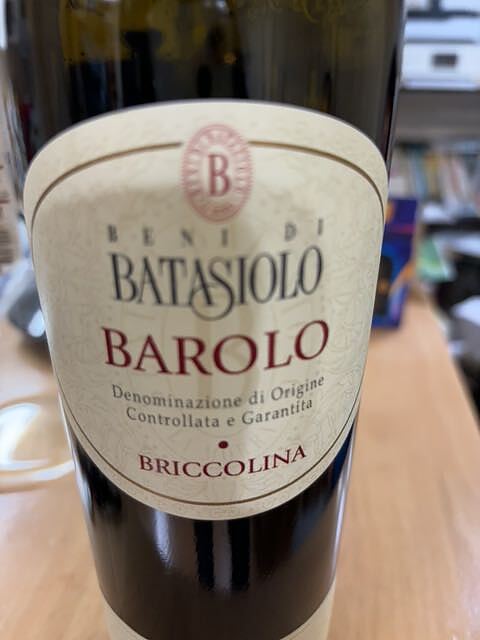 B
BENI DI
BATASIOLO
BAROLO
Denominazione di Origine
Controllata e Garantita
BRICCOLINA